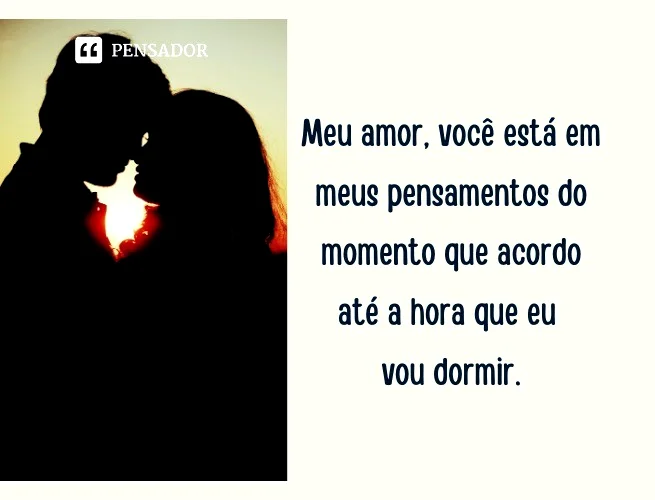 PENSADOR
Meu amor, você está em
meus pensamentos do
momento que acordo
até a hora que eu
vou dormir.